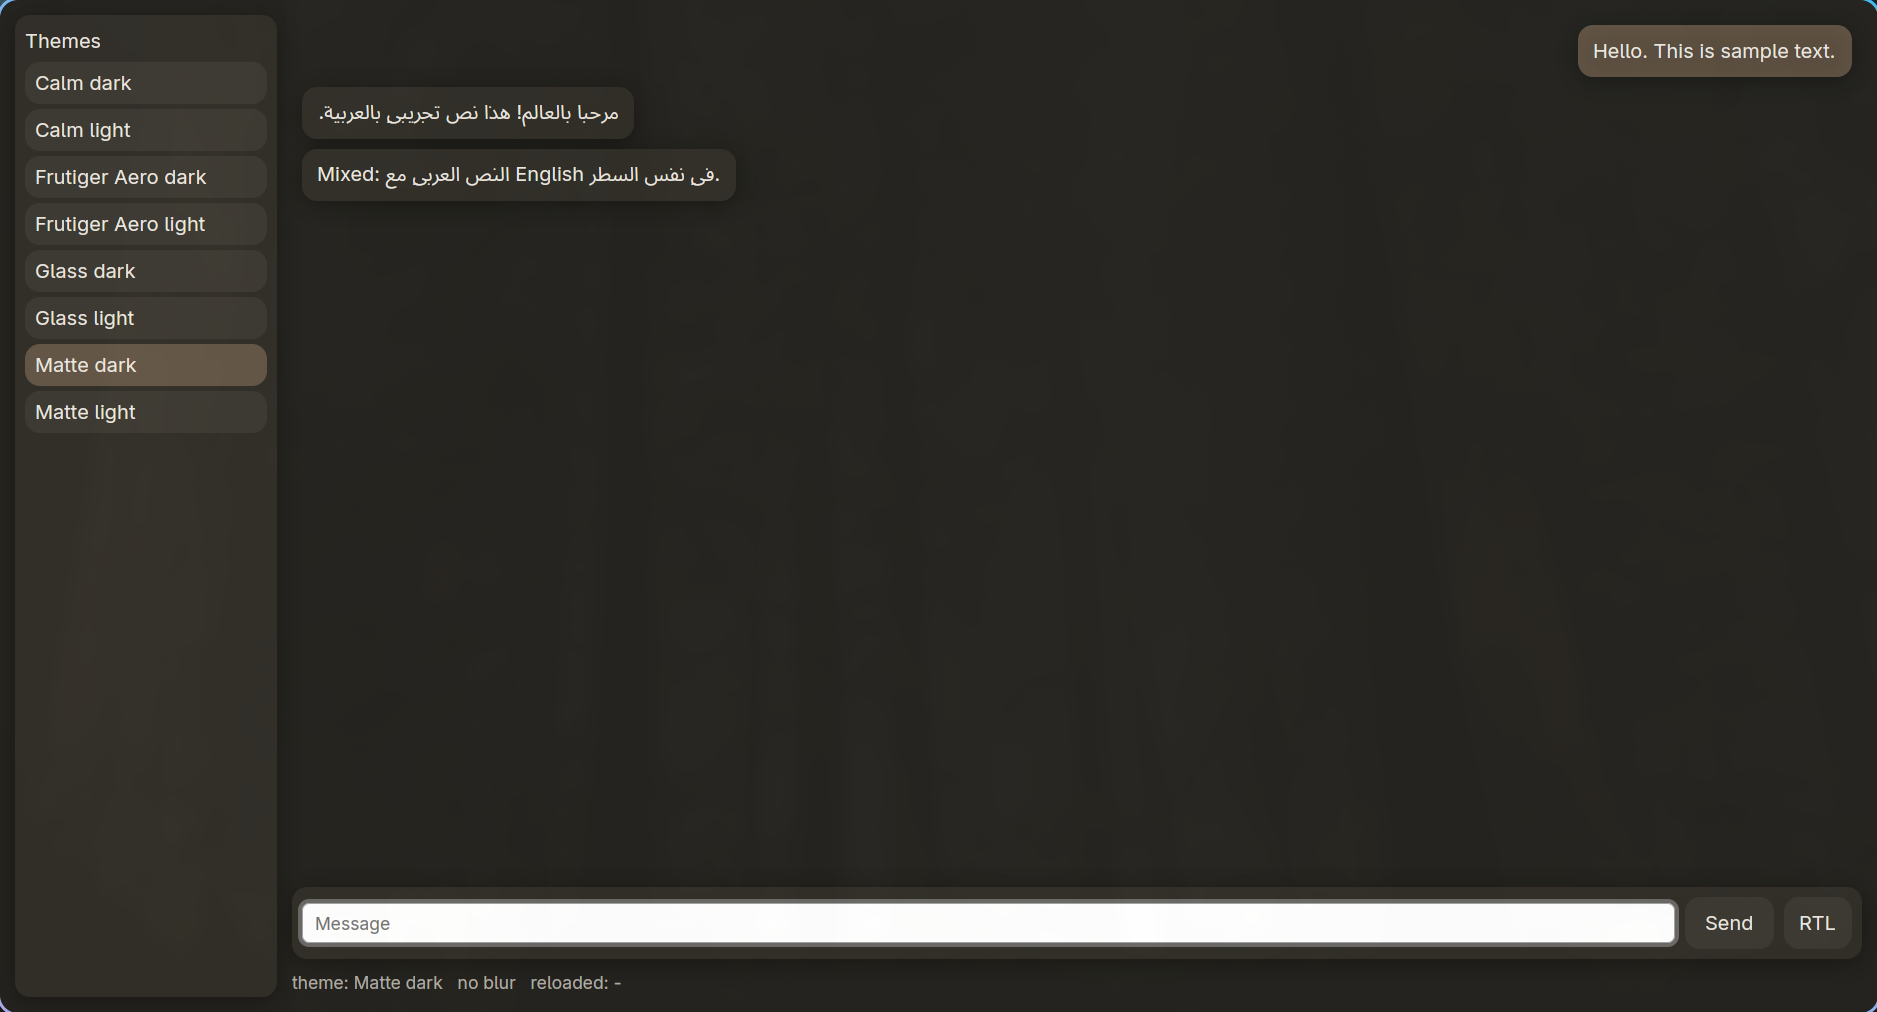 Themes
Calm dark
Calm light
Frutiger Aero dark
Frutiger Aero light
Glass dark
Glass light
Matte dark
Matte light
Hello. This is sample text.
مرحبا بالعالم! هذا نص تجريبي بالعربية.
Mixed: النص العربي مع English في نفس السطر.
Message
Send
RTL
theme: Matte dark no blur reloaded: -